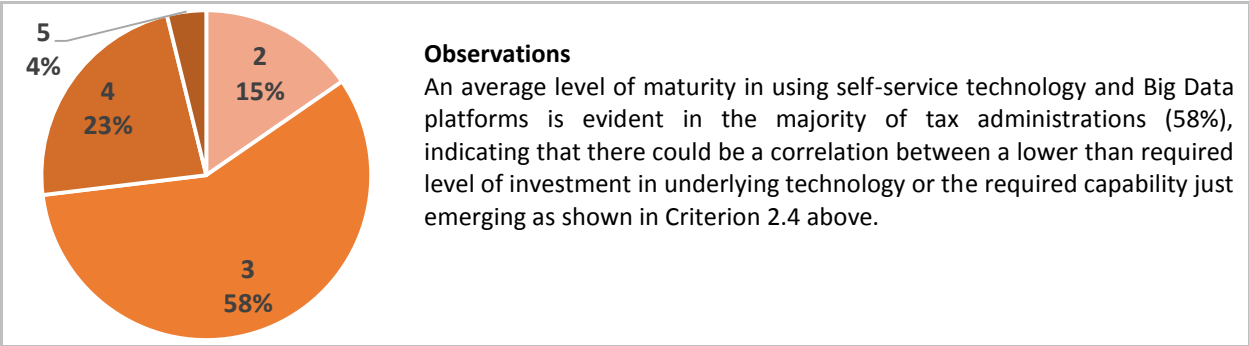 5
4%
2
15%
4
23%
3
58%
Observations
An average level of maturity in using self-service technology and Big Data
platforms is evident in the majority of tax administrations (58%),
indicating that there could be a correlation between a lower than required
level of investment in underlying technology or the required capability just
emerging as shown in Criterion 2.4 above.